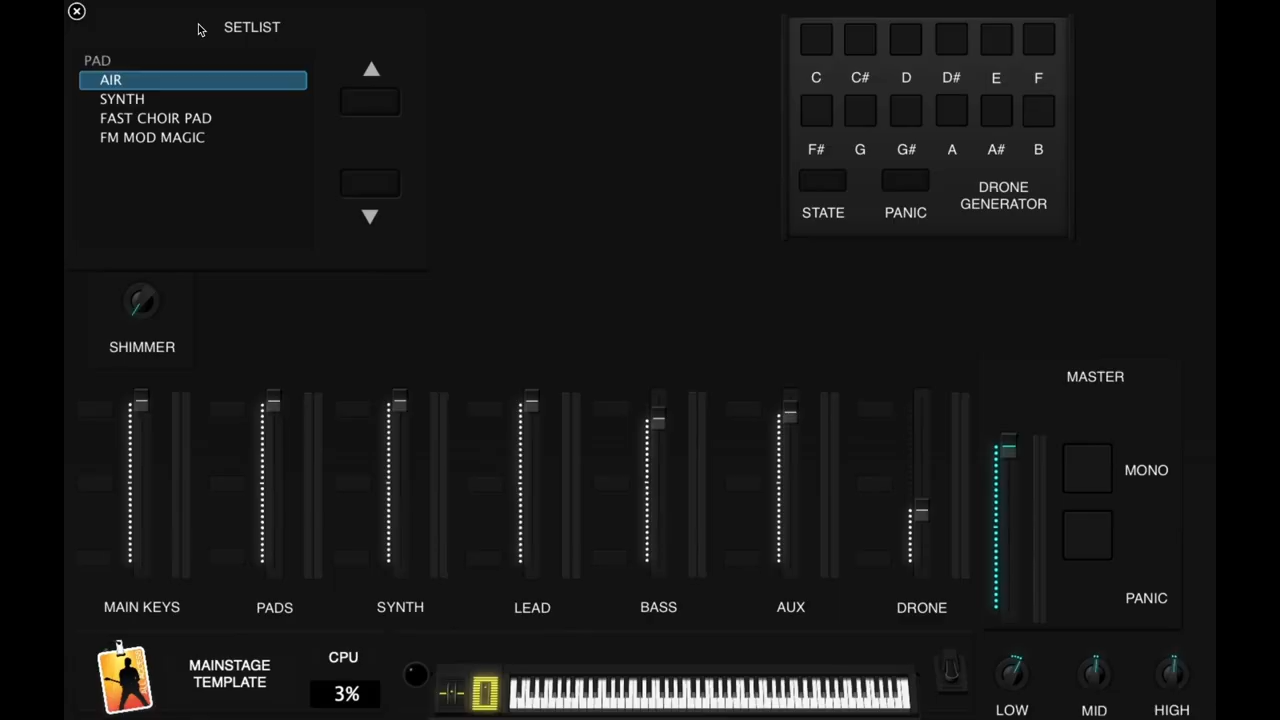 SETLIST
PAD
AIR
SYNTH
FAST CHOIR PAD
FM MOD MAGIC
C C# D D# E F
F# G G# A A# B
STATE PANIC
DRONE
GENERATOR
SHIMMER
MASTER
MONO
PANIC
MAIN KEYS PADS SYNTH LEAD BASS AUX DRONE
MAINSTAGE
TEMPLATE
CPU
3%
LOW MID HIGH